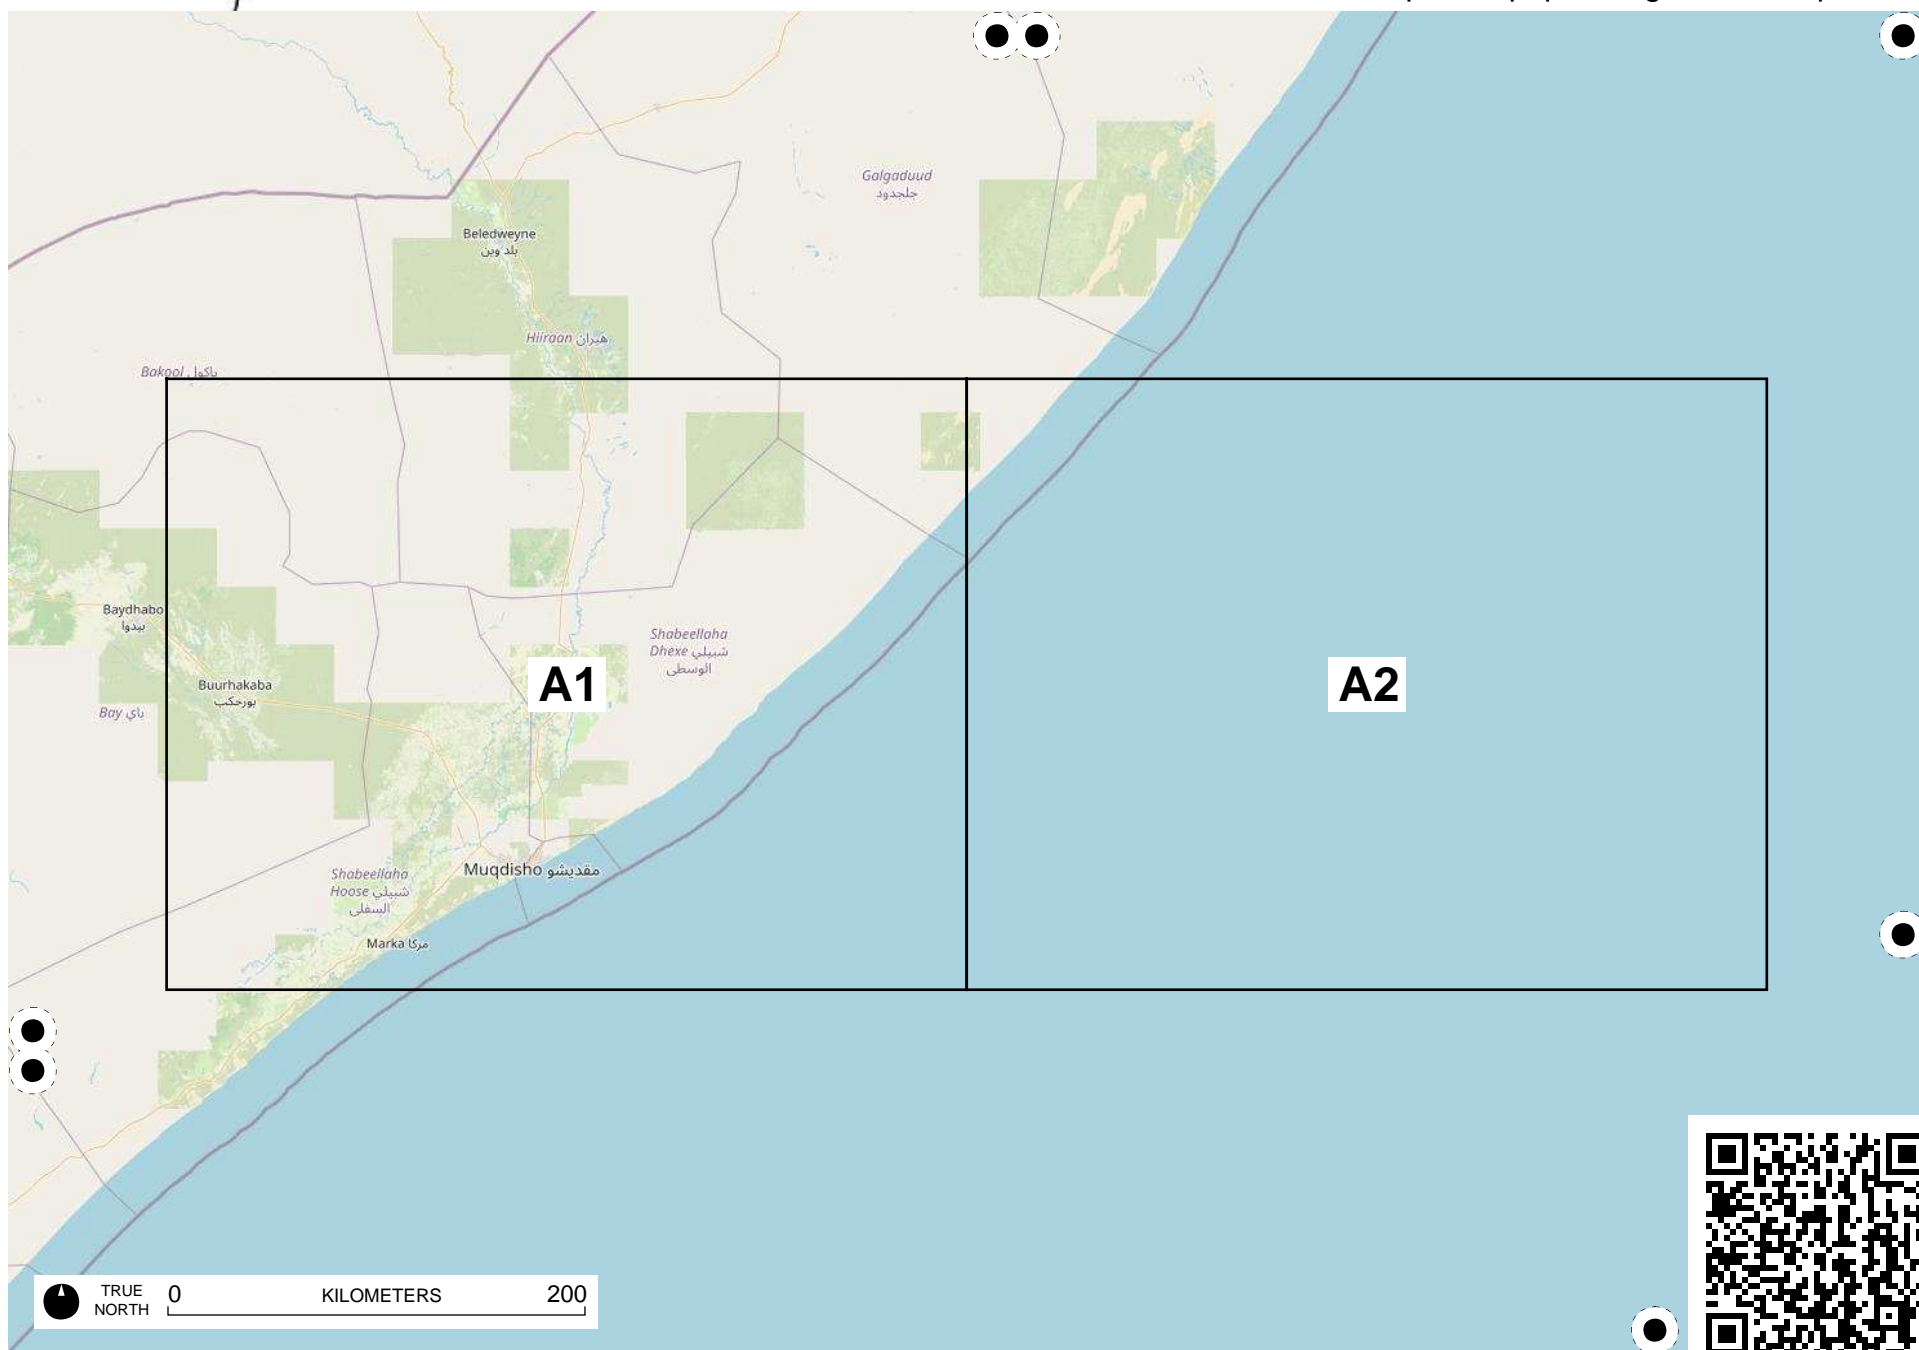 Galgaduud
جلجدود
Beledweyne
بلد وين
Hiiraan هيران
Bakool باكول
Baydhabo
بيدوا
Shabeellaha
Dhexe شبيلي
الوسطى
A1
A2
Buurhakaba
بورحكب
Bay باي
Muqdisho مقديشو
Shabeellaha
Hoose شبيلي
السفلى
Marka مركا
TRUE
NORTH
0
KILOMETERS
200